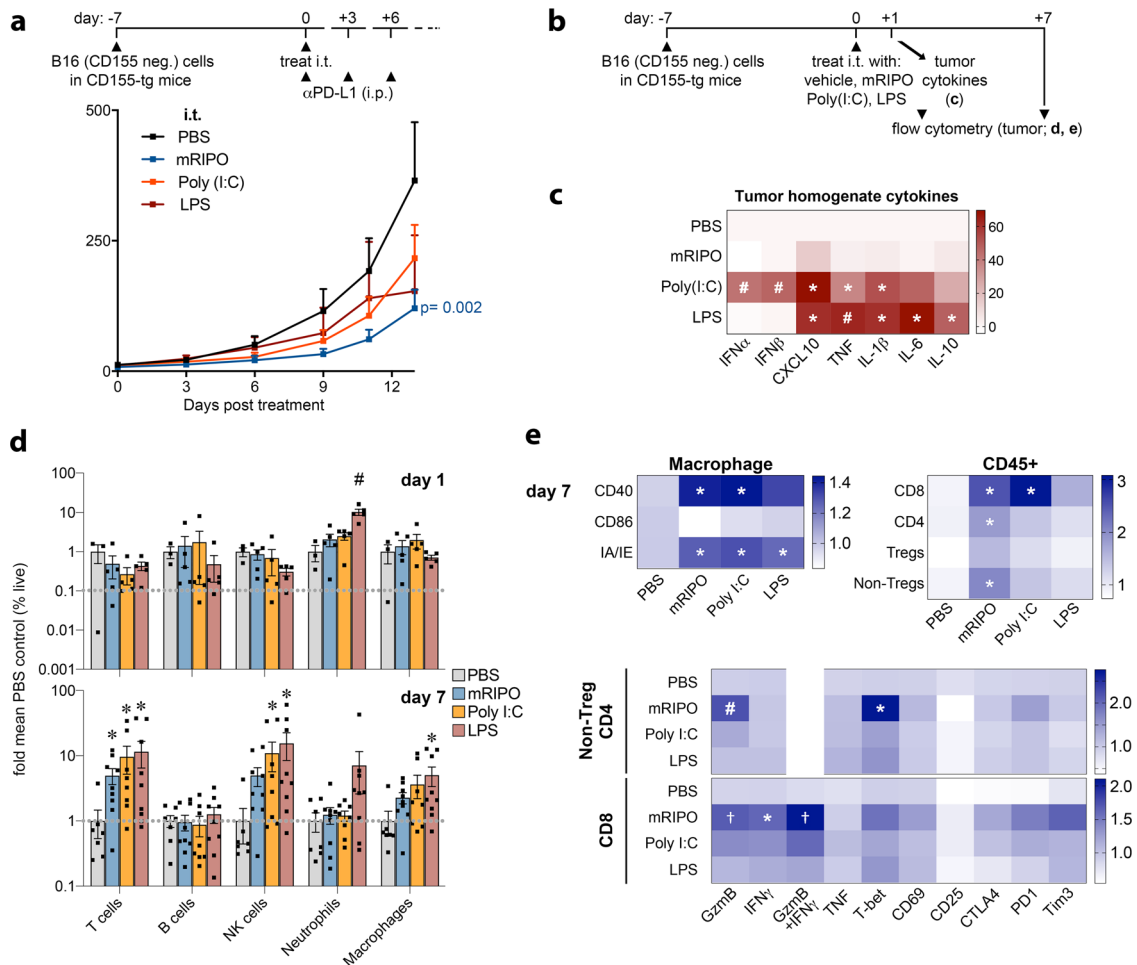 a
day: -7 0 +3 +6
B16 (CD155 neg.) cells
in CD155-tg mice
treat i.t.
αPD-L1 (i.p.)
500
250
0
i.t.
PBS
mRIPO
Poly (I:C)
LPS
p= 0.002
0 3 6 9 12
Days post treatment
b
day: -7 0 +1 +7
B16 (CD155 neg.) cells
in CD155-tg mice
treat i.t. with:
vehicle, mRIPO
Poly(I:C), LPS
tumor
cytokines
(c)
flow cytometry (tumor; d, e)
c
Tumor homogenate cytokines
PBS
mRIPO
Poly(I:C) # # * * *
LPS * # * * *
IFNα IFNβ CXCL10 TNF IL-1β IL-6 IL-10
60
40
20
0
d
fold mean PBS control (% live)
day 1
#
100
10
1
0.1
0.01
0.001
day 7
* * * * * *
100
10
1
0.1
PBS
mRIPO
Poly I:C
LPS
T cells B cells NK cells Neutrophils Macrophages
e
day 7
Macrophage
CD40 * *
CD86
IA/IE * * *
PBS mRIPO Poly I:C LPS
1.4
1.2
1.0
CD45+
CD8 * *
CD4 *
Tregs
Non-Tregs *
PBS mRIPO Poly I:C LPS
3
2
1
Non-Treg
CD4
PBS
mRIPO # *
Poly I:C
LPS
2.0
1.0
CD8
PBS
mRIPO † * †
Poly I:C
LPS
2.0
1.5
1.0
GzmB IFNγ GzmB
+IFNγ TNF T-bet CD69 CD25 CTLA4 PD1 Tim3